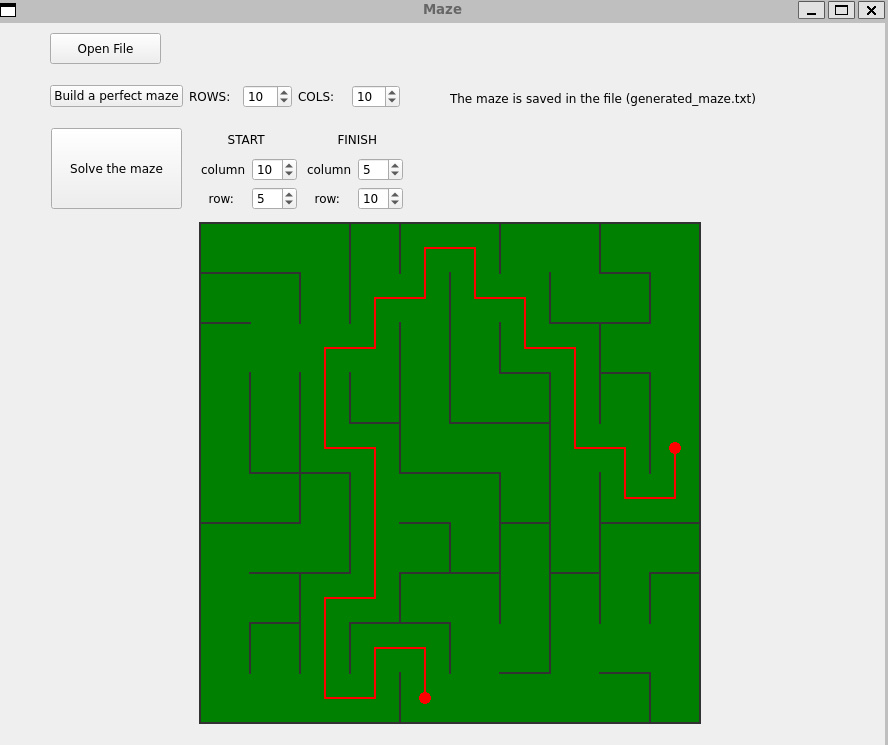 Maze
Open File
Build a perfect maze ROWS: 10 COLS: 10 The maze is saved in the file (generated_maze.txt)
START FINISH
Solve the maze column 10 column 5
row: 5 row: 10